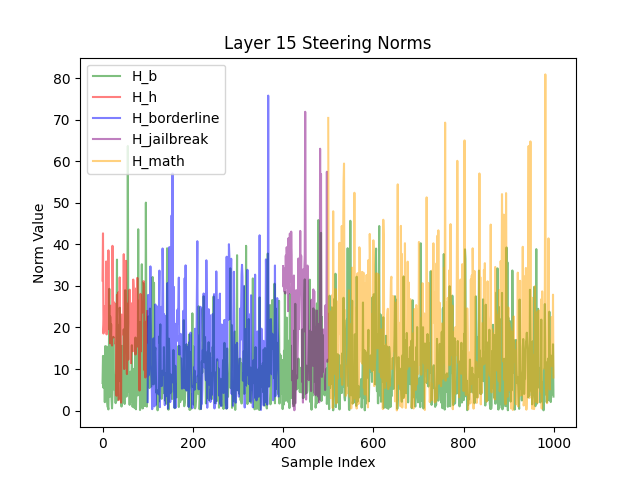 Layer 15 Steering Norms
H_b
H_h
H_borderline
H_jailbreak
H_math
Norm Value
80
70
60
50
40
30
20
10
0
0 200 400 600 800 1000
Sample Index